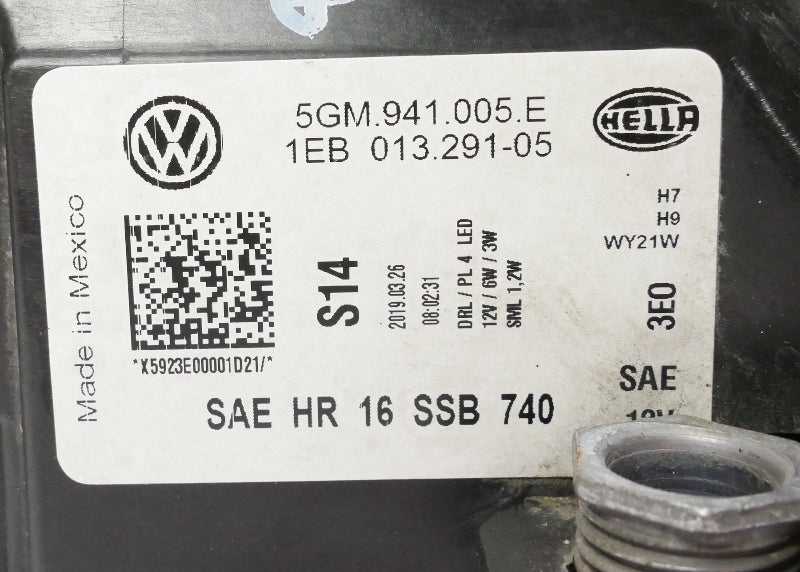 5GM.941.005.E
1EB 013.291-05
HELLA
H7
H9
WY21W
Made in Mexico
*X5923E00001D21/*
S14
2019.03.26
08:02:31
DRL / PL 4 LED
12V / 6W / 3W
SML 1,2W
3E0
SAE
12V
SAE HR 16 SSB 740